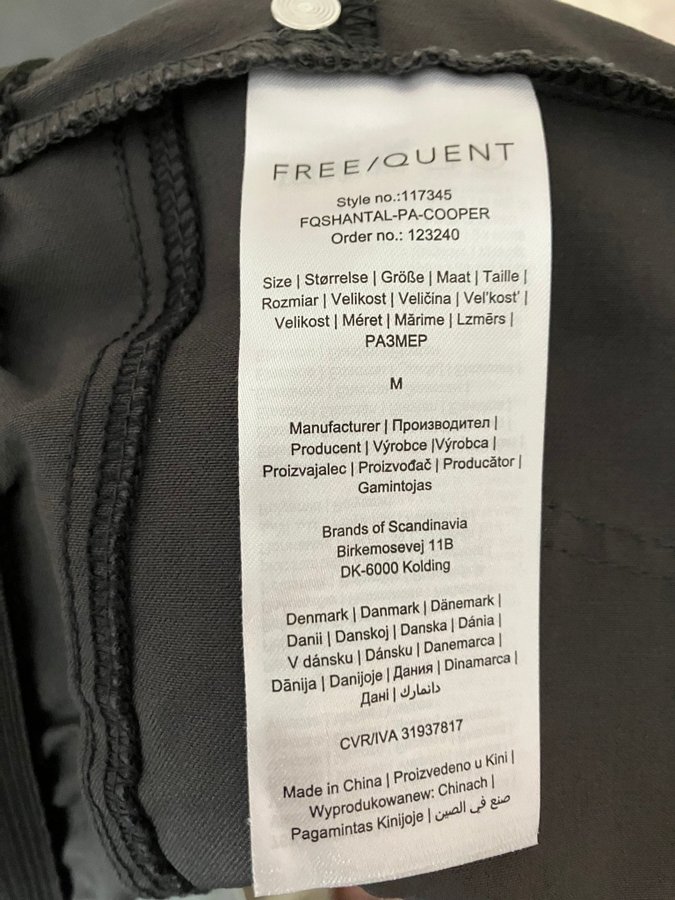 FREE/QUENT
Style no.:117345
FQSHANTAL-PA-COOPER
Order no.: 123240
Size | Størrelse | Größe | Maat | Taille |
Rozmiar | Velikost | Veličina | Vel'kost' |
Velikost | Méret | Mărime | Lzmērs |
РАЗМЕР
M
Manufacturer | Производител |
Producent | Výrobce |Výrobca |
Proizvajalec | Proizvođač | Producător |
Gamintojas
Brands of Scandinavia
Birkemosevej 11B
DK-6000 Kolding
Denmark | Danmark | Dänemark |
Danii | Danskoj | Danska | Dánia |
V dánsku | Dánsku | Danemarca |
Dānija | Danijoje | Дания | Dinamarca |
Дані | دانمارك
CVR/IVA 31937817
Made in China | Proizvedeno u Kini |
Wyprodukowanew: Chinach |
Pagamintas Kinijoje | صنع في الصين